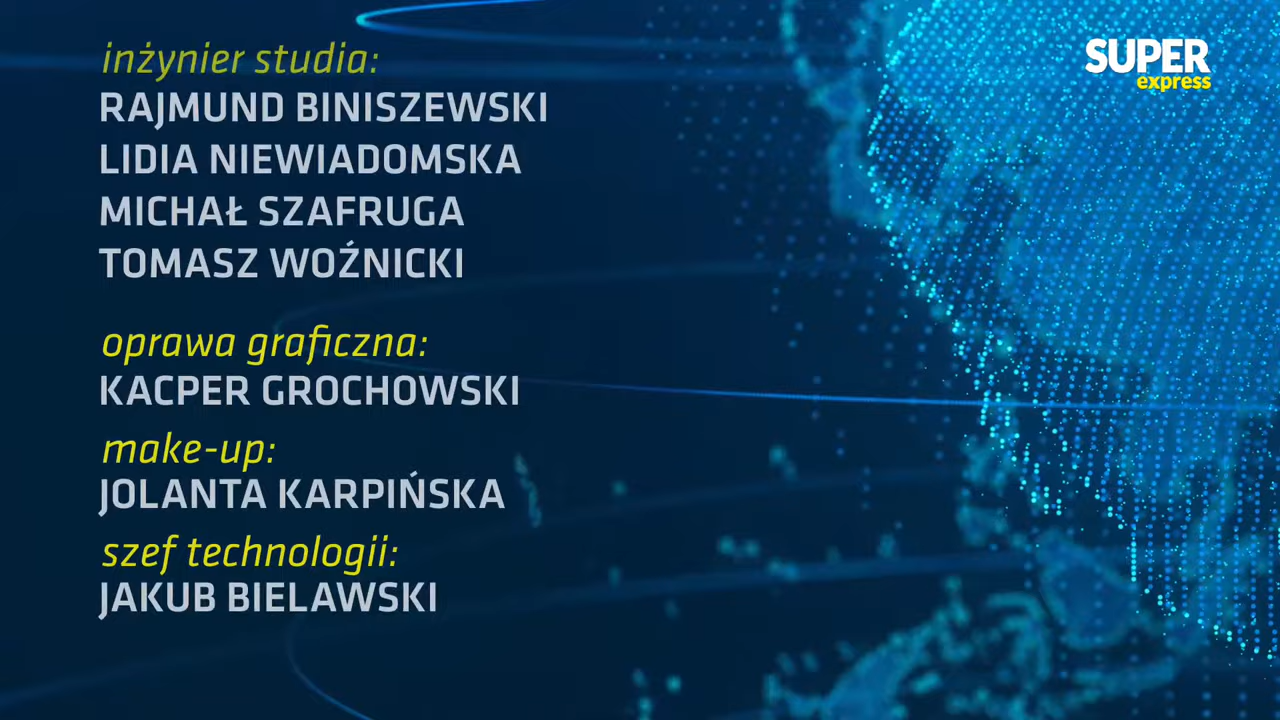 inżynier studia:
RAJMUND BINISZEWSKI
LIDIA NIEWIADOMSKA
MICHAŁ SZAFRUGA
TOMASZ WOŹNICKI
oprawa graficzna:
KACPER GROCHOWSKI
make-up:
JOLANTA KARPIŃSKA
szef technologii:
JAKUB BIELAWSKI
SUPER
express